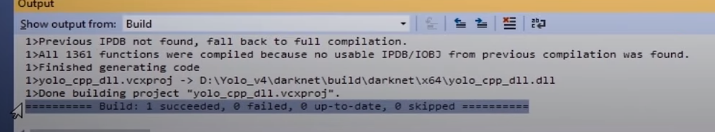 Output
Show output from: Build
1>Previous IPDB not found, fall back to full compilation.
1>All 1361 functions were compiled because no usable IPDB/IOBJ from previous compilation was found.
1>Finished generating code
1>yolo_cpp_dll.vcxproj -> D:\Yolo_v4\darknet\build\darknet\x64\yolo_cpp_dll.dll
1>Done building project "yolo_cpp_dll.vcxproj".
========== Build: 1 succeeded, 0 failed, 0 up-to-date, 0 skipped ==========